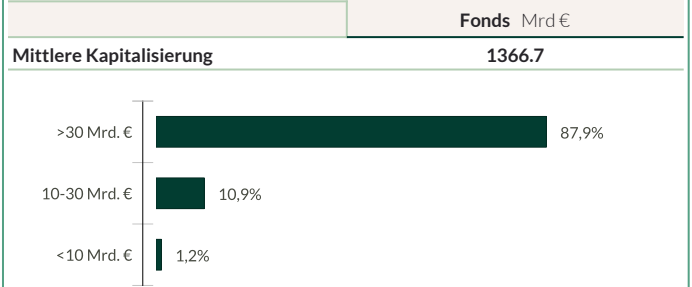 Fonds Mrd €
Mittlere Kapitalisierung 1366.7
>30 Mrd. € 87,9%
10-30 Mrd. € 10,9%
<10 Mrd. € 1,2%